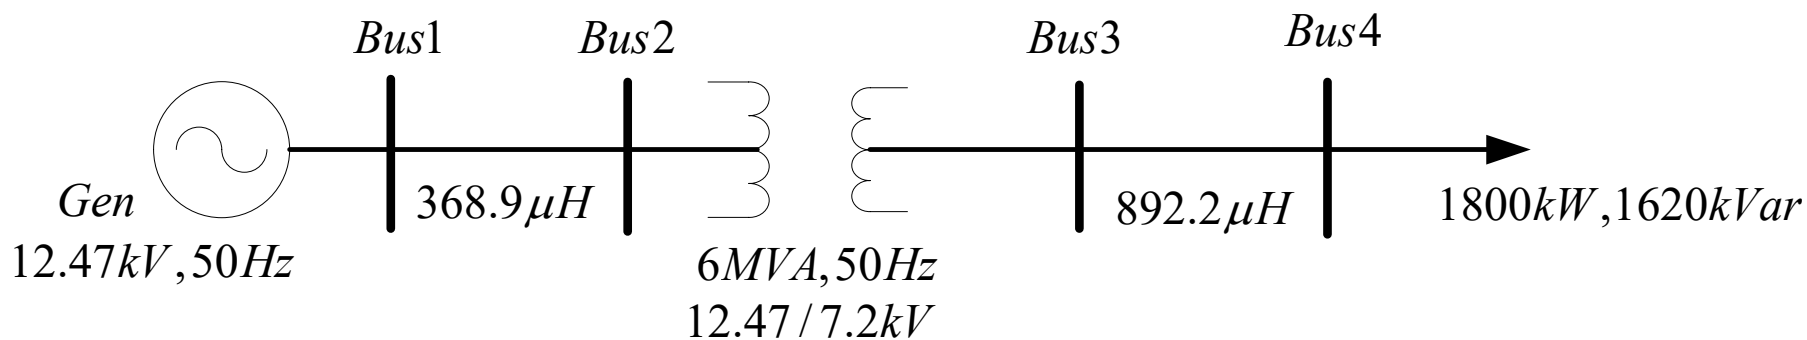 Bus1
Bus2
Bus3
Bus4
Gen
12.47kV,50Hz
368.9μH
6MVA,50Hz
12.47/7.2kV
892.2μH
1800kW,1620kVar